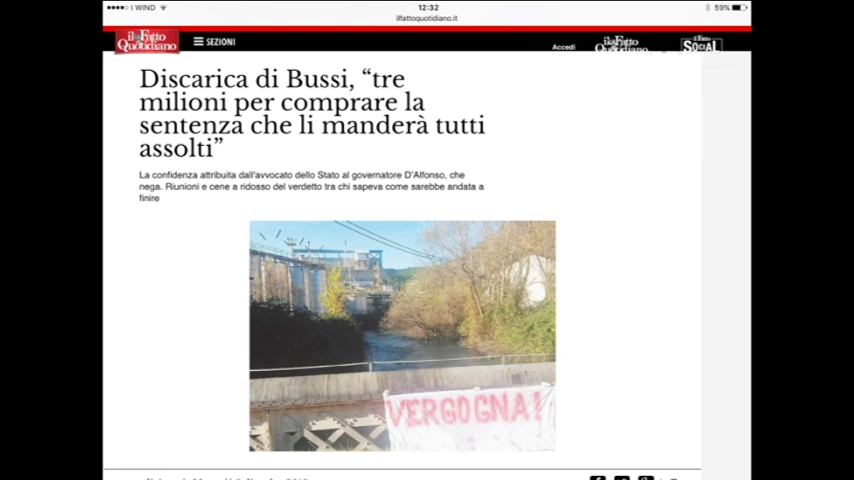 WIND
12:32
59%
ilfattoquotidiano.it
il Fatto Quotidiano
SEZIONI
Accedi
il Fatto Quotidiano
il Fatto SOCIAL
Discarica di Bussi, “tre
milioni per comprare la
sentenza che li manderà tutti
assolti”
La confidenza attribuita dall'avvocato dello Stato al governatore D'Alfonso, che
nega. Riunioni e cene a ridosso del verdetto tra chi sapeva come sarebbe andata a
finire
VERGOGNA!